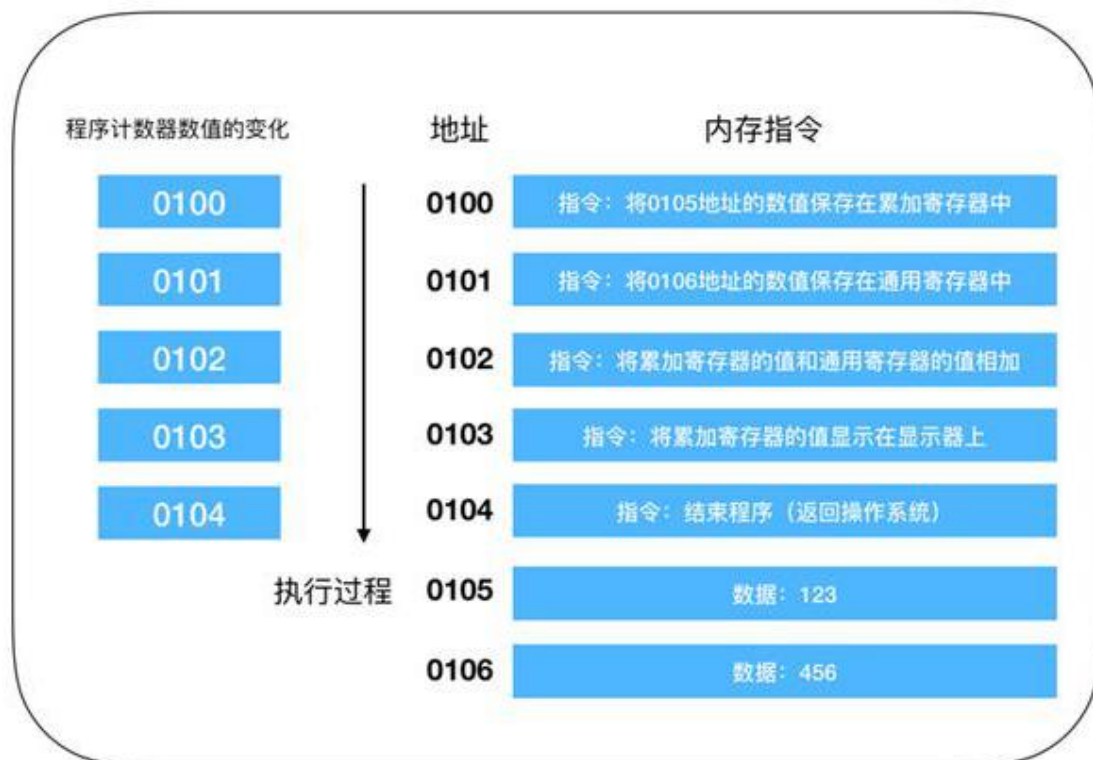 程序计数器数值的变化 地址 内存指令
0100 0100 指令：将0105地址的数值保存在累加寄存器中
0101 0101 指令：将0106地址的数值保存在通用寄存器中
0102 0102 指令：将累加寄存器的值和通用寄存器的值相加
0103 0103 指令：将累加寄存器的值显示在显示器上
0104 0104 指令：结束程序（返回操作系统）
执行过程 0105 数据：123
0106 数据：456